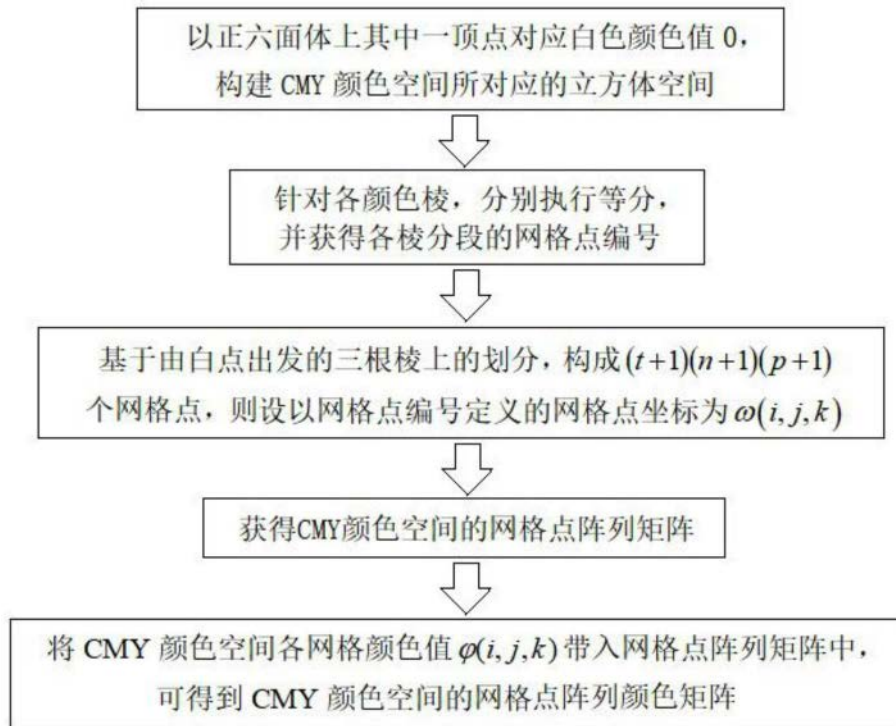 以正六面体上其中一顶点对应白色颜色值 0，
构建 CMY 颜色空间所对应的立方体空间
针对各颜色棱，分别执行等分，
并获得各棱分段的网格点编号
基于由白点出发的三根棱上的划分，构成 (t+1)(n+1)(p+1)
个网格点，则设以网格点编号定义的网格点坐标为 ω(i, j, k)
获得CMY颜色空间的网格点阵列矩阵
将 CMY 颜色空间各网格颜色值 φ(i, j, k) 带入网格点阵列矩阵中，
可得到 CMY 颜色空间的网格点阵列颜色矩阵